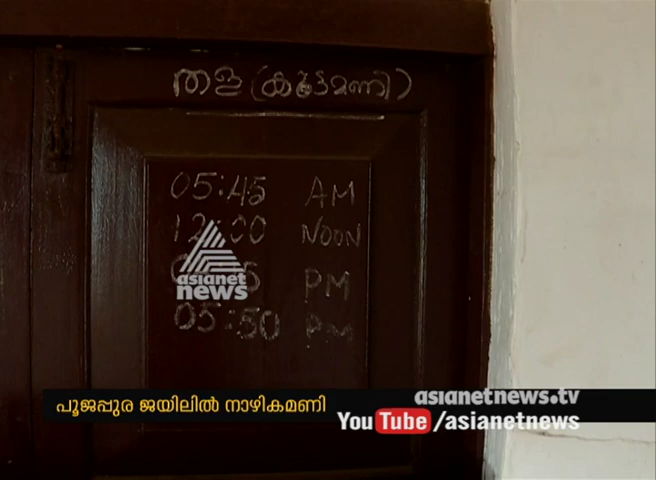 തള (കൂട്ടമണി)
05:45 AM
12:00 NOON
PM
05:50 PM
asianet
news
പൂജപ്പുര ജയിലിൽ നാഴികമണി
asianetnews.tv
YouTube /asianetnews